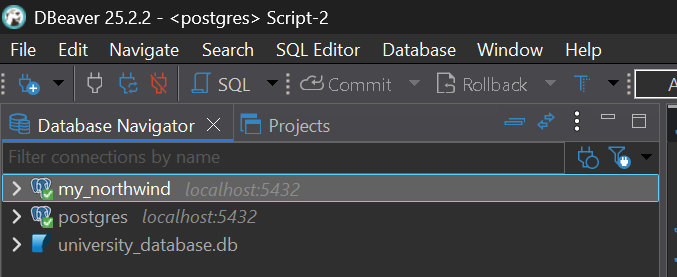 DBeaver 25.2.2 - <postgres> Script-2
File Edit Navigate Search SQL Editor Database Window Help
SQL Commit Rollback T A
Database Navigator Projects
Filter connections by name
my_northwind localhost:5432
postgres localhost:5432
university_database.db